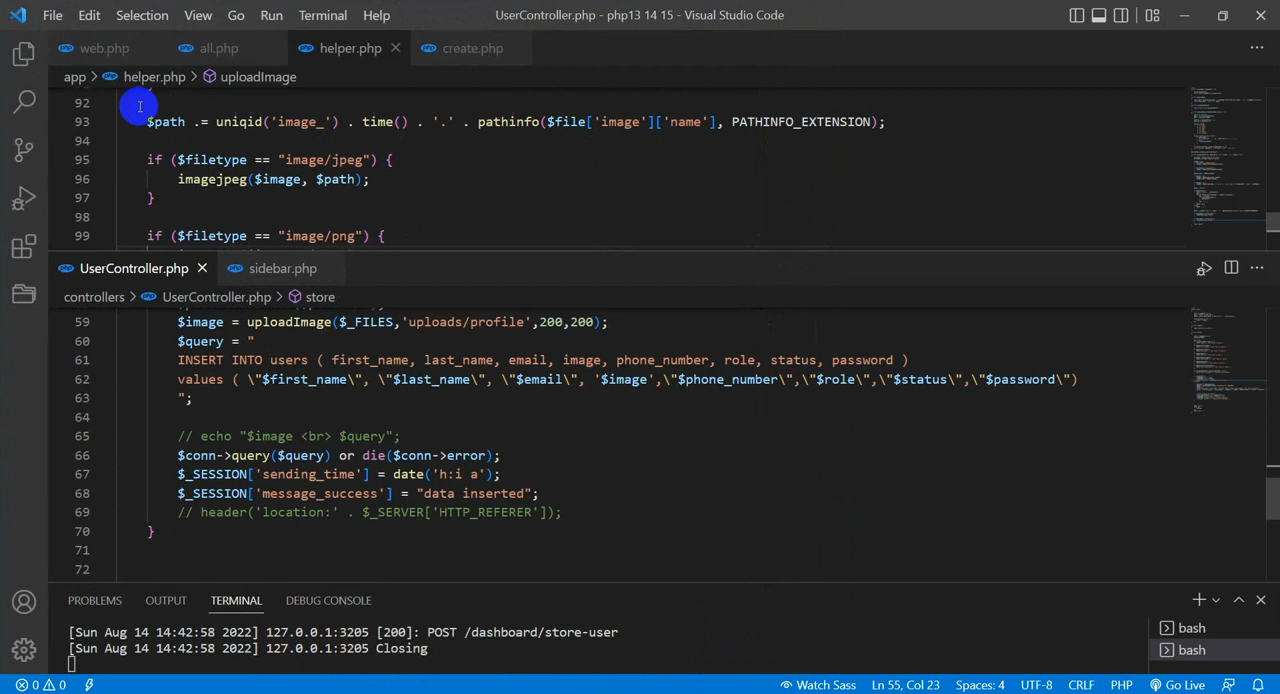 File Edit Selection View Go Run Terminal Help UserController.php - php13 14 15 - Visual Studio Code
web.php all.php helper.php create.php
app > helper.php > uploadImage
92
93 $path .= uniqid('image_') . time() . '.' . pathinfo($file['image']['name'], PATHINFO_EXTENSION);
94
95 if ($filetype == "image/jpeg") {
96 imagejpeg($image, $path);
97 }
98
99 if ($filetype == "image/png") {
UserController.php sidebar.php
controllers > UserController.php > store
59 $image = uploadImage($_FILES,'uploads/profile',200,200);
60 $query = "
61 INSERT INTO users ( first_name, last_name, email, image, phone_number, role, status, password )
62 values ( \"$first_name\", \"$last_name\", \"$email\", '$image',\"$phone_number\",\"$role\",\"$status\",\"$password\")
63 ";
64
65 // echo "$image <br> $query";
66 $conn->query($query) or die($conn->error);
67 $_SESSION['sending_time'] = date('h:i a');
68 $_SESSION['message_success'] = "data inserted";
69 // header('location:' . $_SERVER['HTTP_REFERER']);
70 }
71
72
PROBLEMS OUTPUT TERMINAL DEBUG CONSOLE
[Sun Aug 14 14:42:58 2022] 127.0.0.1:3205 [200]: POST /dashboard/store-user
[Sun Aug 14 14:42:58 2022] 127.0.0.1:3205 Closing
bash
bash
0 0 Watch Sass Ln 55, Col 23 Spaces: 4 UTF-8 CRLF PHP Go Live